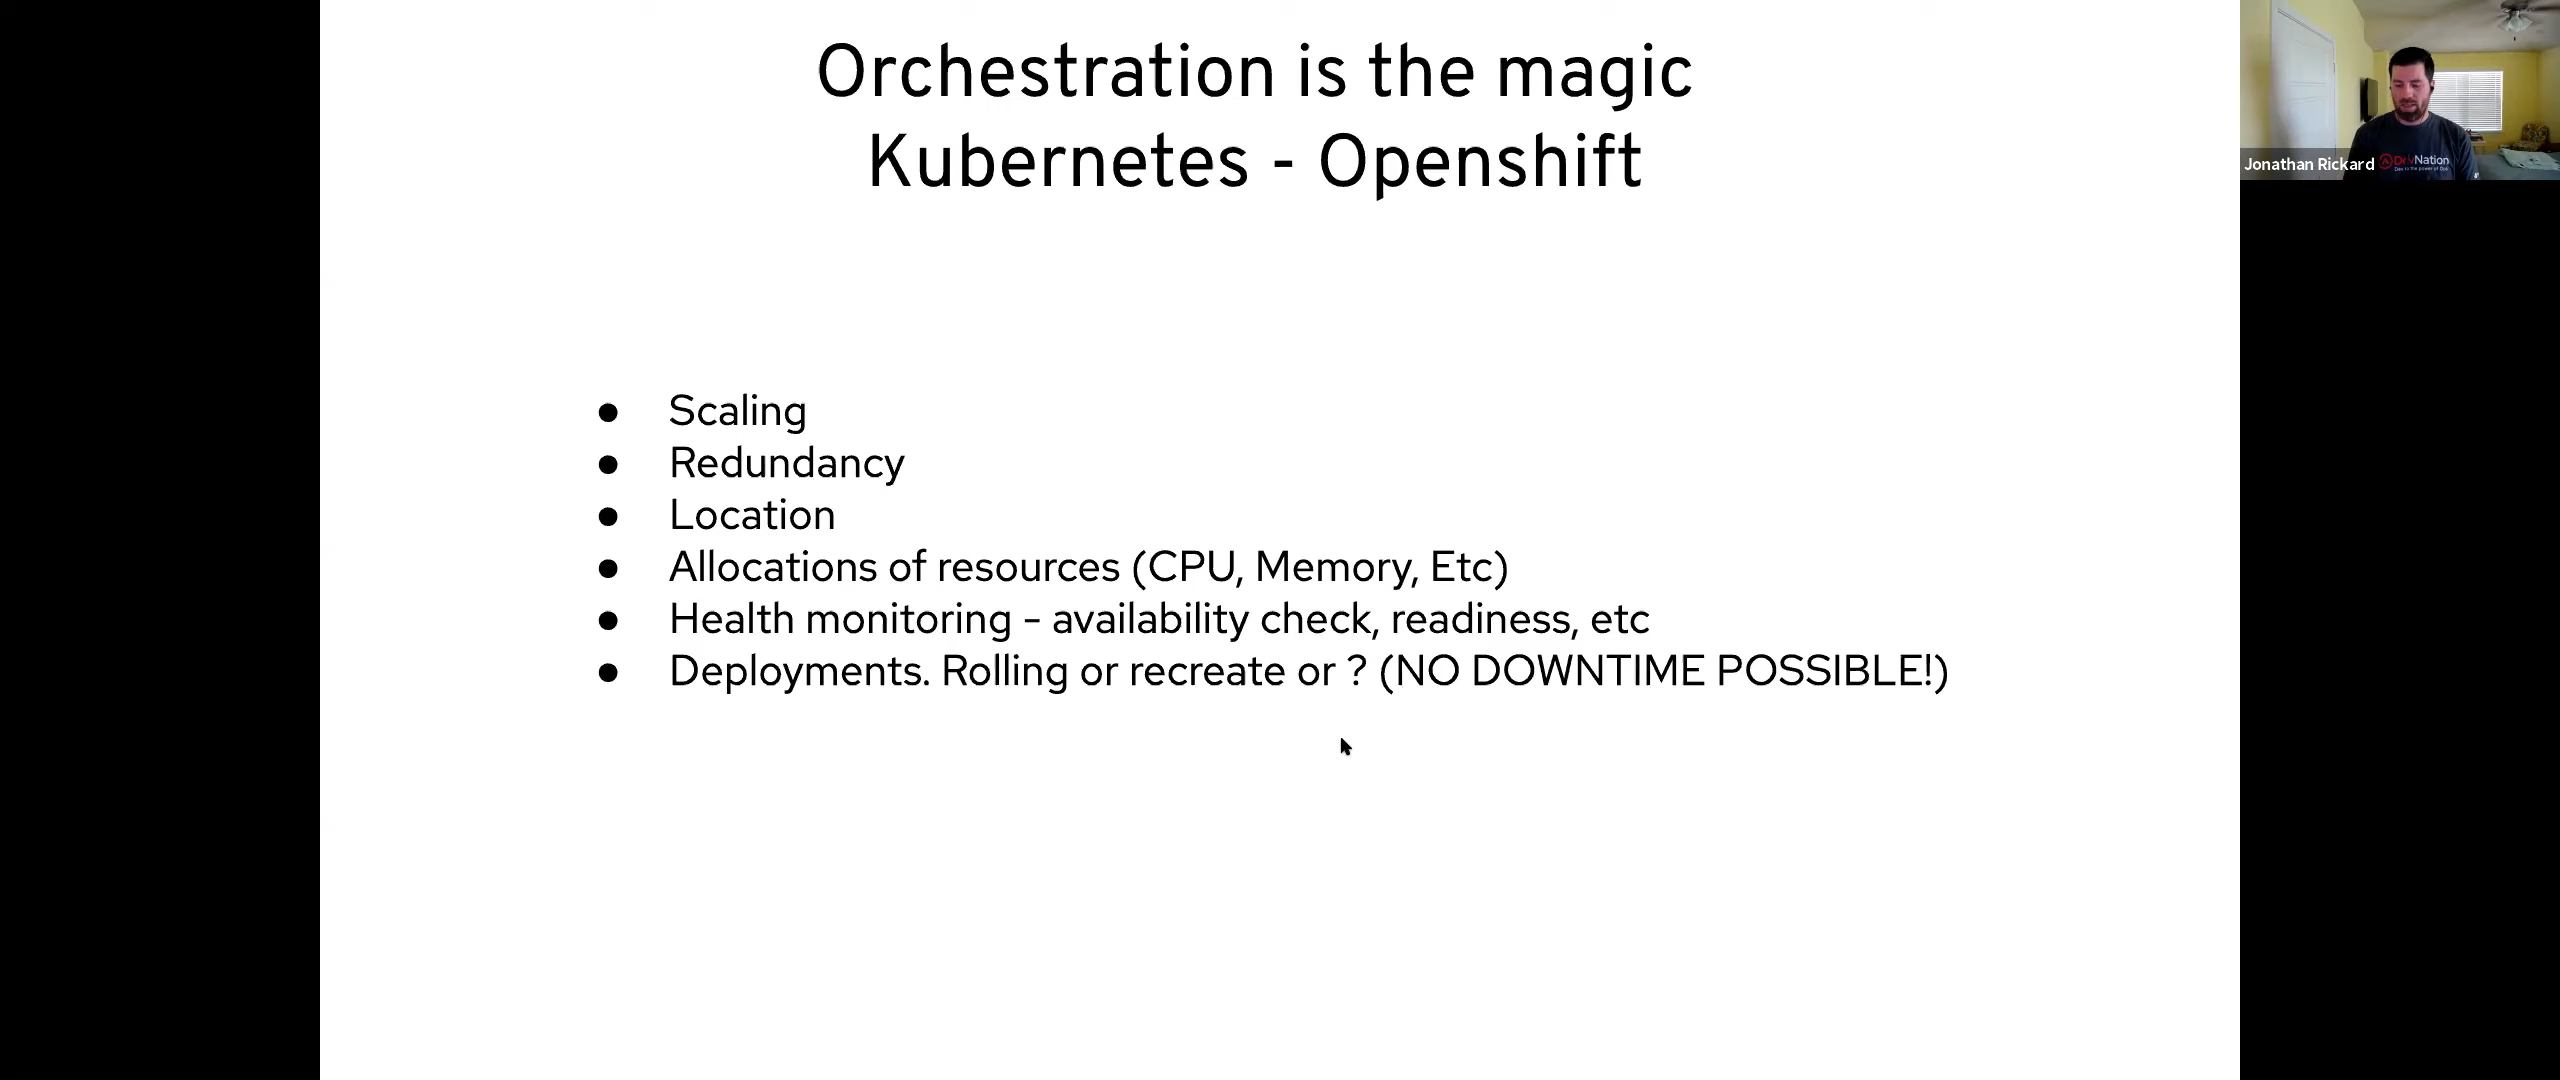 Orchestration is the magic
Kubernetes - Openshift
● Scaling
● Redundancy
● Location
● Allocations of resources (CPU, Memory, Etc)
● Health monitoring - availability check, readiness, etc
● Deployments. Rolling or recreate or ? (NO DOWNTIME POSSIBLE!)
Jonathan Rickard
DevNation